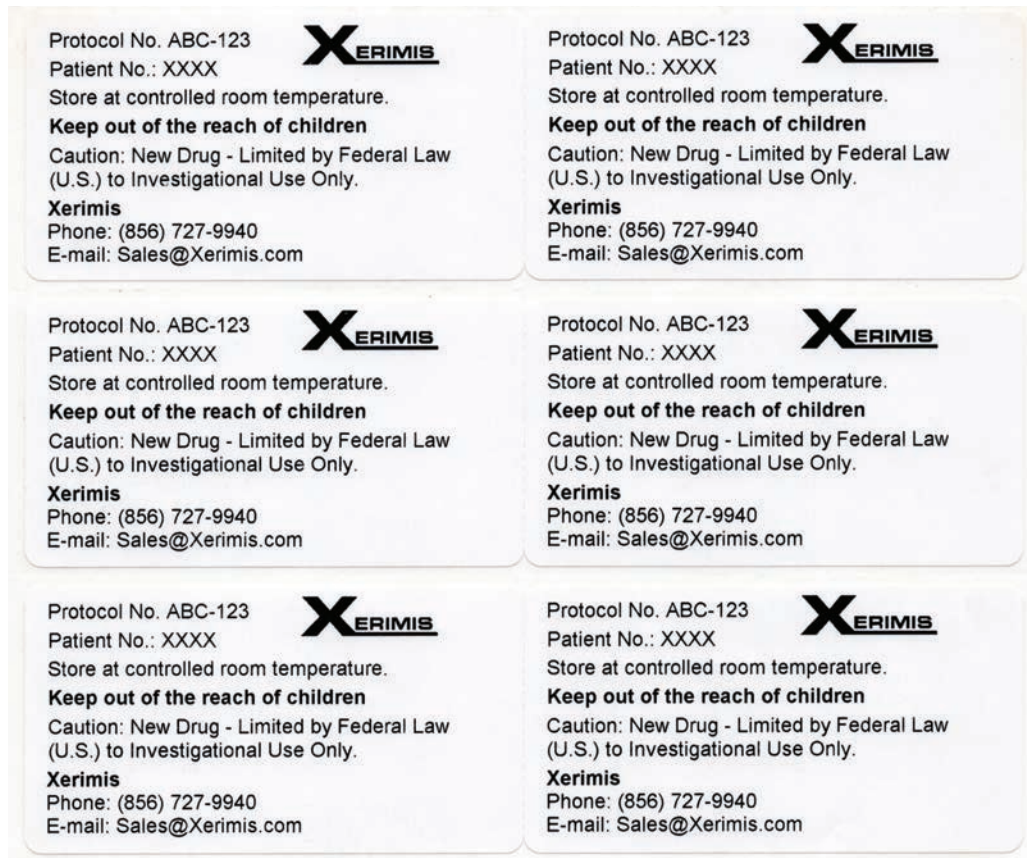 Protocol No. ABC-123
XERIMIS
Patient No.: XXXX
Store at controlled room temperature.
Keep out of the reach of children
Caution: New Drug - Limited by Federal Law
(U.S.) to Investigational Use Only.
Xerimis
Phone: (856) 727-9940
E-mail: Sales@Xerimis.com
Protocol No. ABC-123
XERIMIS
Patient No.: XXXX
Store at controlled room temperature.
Keep out of the reach of children
Caution: New Drug - Limited by Federal Law
(U.S.) to Investigational Use Only.
Xerimis
Phone: (856) 727-9940
E-mail: Sales@Xerimis.com
Protocol No. ABC-123
XERIMIS
Patient No.: XXXX
Store at controlled room temperature.
Keep out of the reach of children
Caution: New Drug - Limited by Federal Law
(U.S.) to Investigational Use Only.
Xerimis
Phone: (856) 727-9940
E-mail: Sales@Xerimis.com
Protocol No. ABC-123
XERIMIS
Patient No.: XXXX
Store at controlled room temperature.
Keep out of the reach of children
Caution: New Drug - Limited by Federal Law
(U.S.) to Investigational Use Only.
Xerimis
Phone: (856) 727-9940
E-mail: Sales@Xerimis.com
Protocol No. ABC-123
XERIMIS
Patient No.: XXXX
Store at controlled room temperature.
Keep out of the reach of children
Caution: New Drug - Limited by Federal Law
(U.S.) to Investigational Use Only.
Xerimis
Phone: (856) 727-9940
E-mail: Sales@Xerimis.com
Protocol No. ABC-123
XERIMIS
Patient No.: XXXX
Store at controlled room temperature.
Keep out of the reach of children
Caution: New Drug - Limited by Federal Law
(U.S.) to Investigational Use Only.
Xerimis
Phone: (856) 727-9940
E-mail: Sales@Xerimis.com